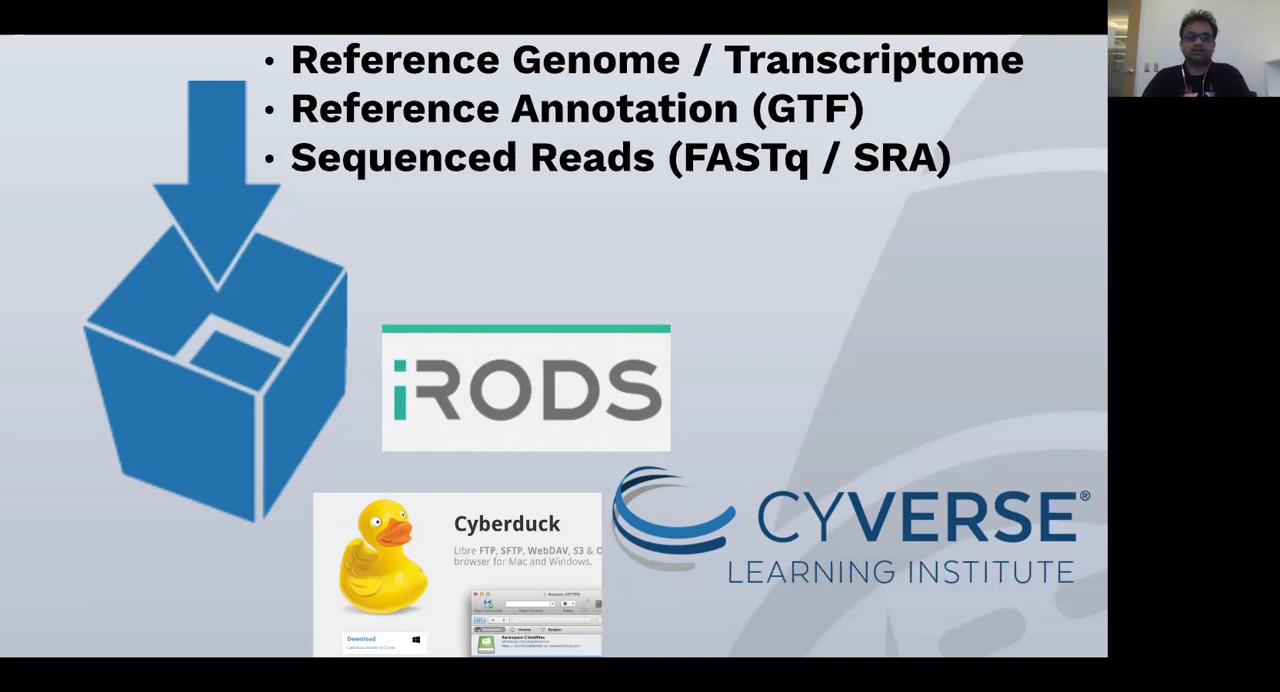 • Reference Genome / Transcriptome
• Reference Annotation (GTF)
• Sequenced Reads (FASTq / SRA)
iRODS
CYVERSE®
LEARNING INSTITUTE
Cyberduck
Libre FTP, SFTP, WebDAV, S3 & O
browser for Mac and Windows.
Download